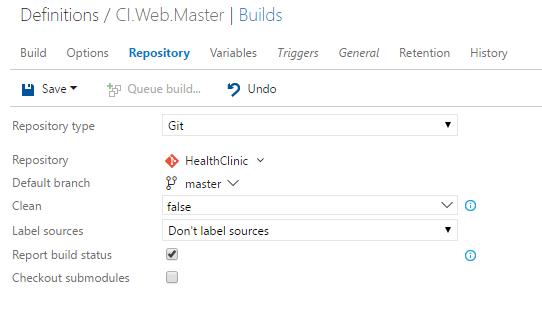 Definitions / CI.Web.Master | Builds
Build Options Repository Variables Triggers General Retention History
Save Queue build... Undo
Repository type Git
Repository HealthClinic
Default branch master
Clean false
Label sources Don't label sources
Report build status
Checkout submodules